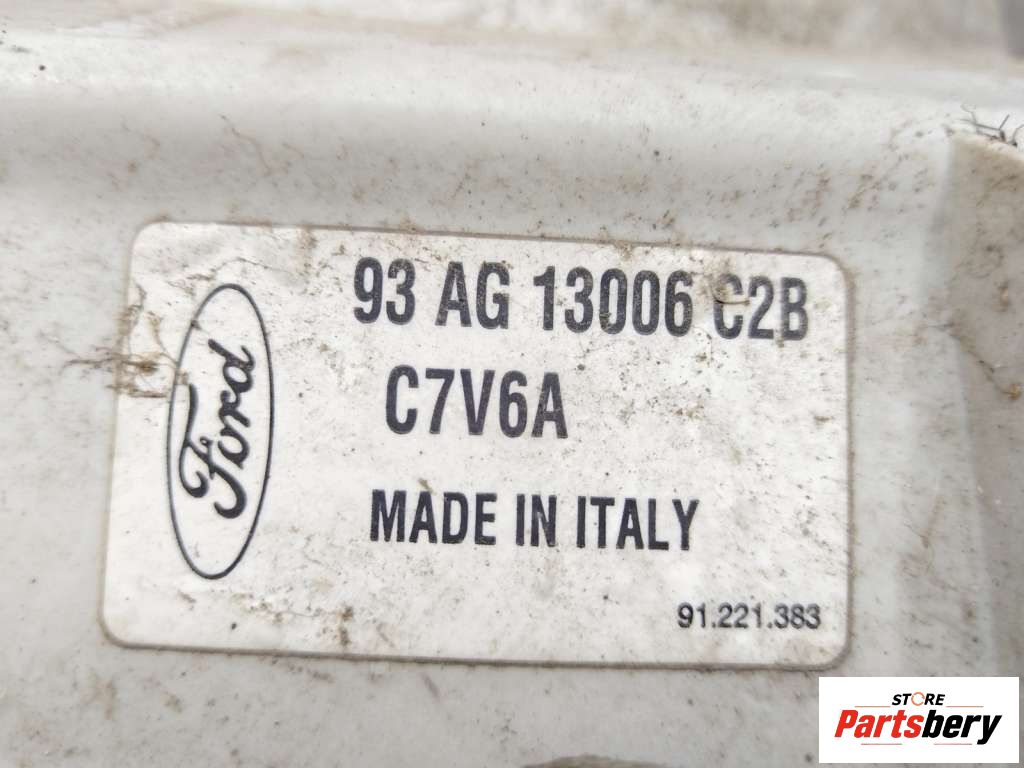 93 AG 13006 C2B
C7V6A
Ford
MADE IN ITALY
91.221.383
STORE
Partsbery